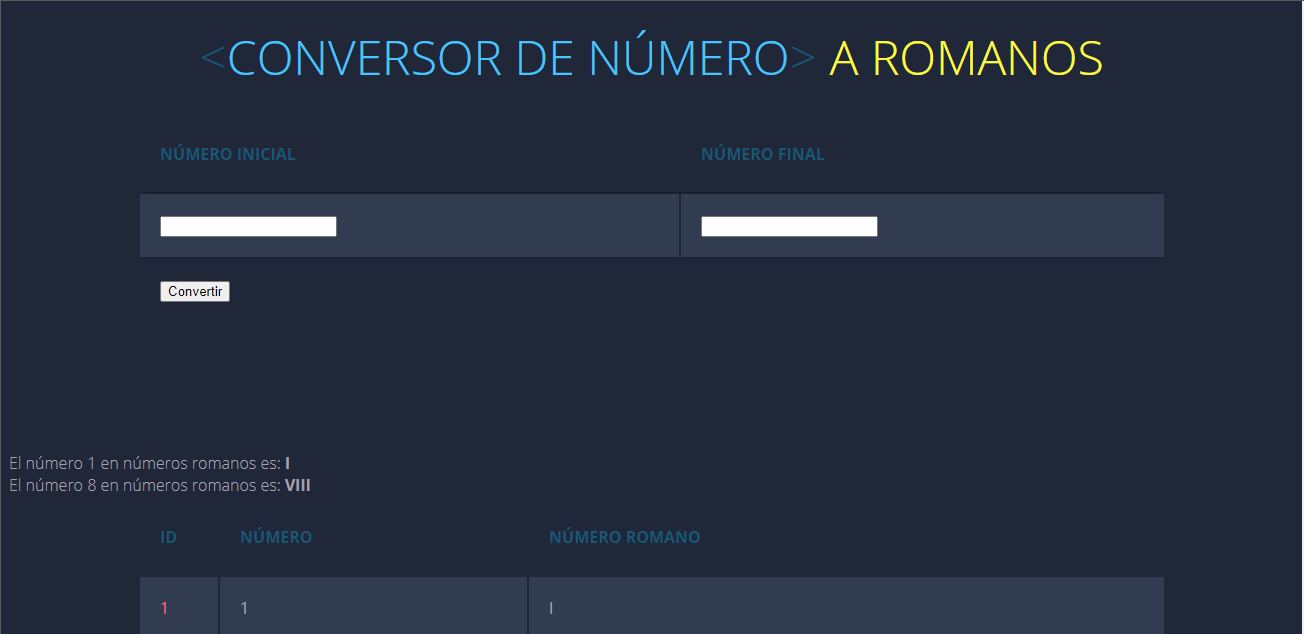 <CONVERSOR DE NÚMERO> A ROMANOS
NÚMERO INICIAL NÚMERO FINAL
Convertir
El número 1 en números romanos es: I
El número 8 en números romanos es: VIII
ID NÚMERO NÚMERO ROMANO
1 1 I